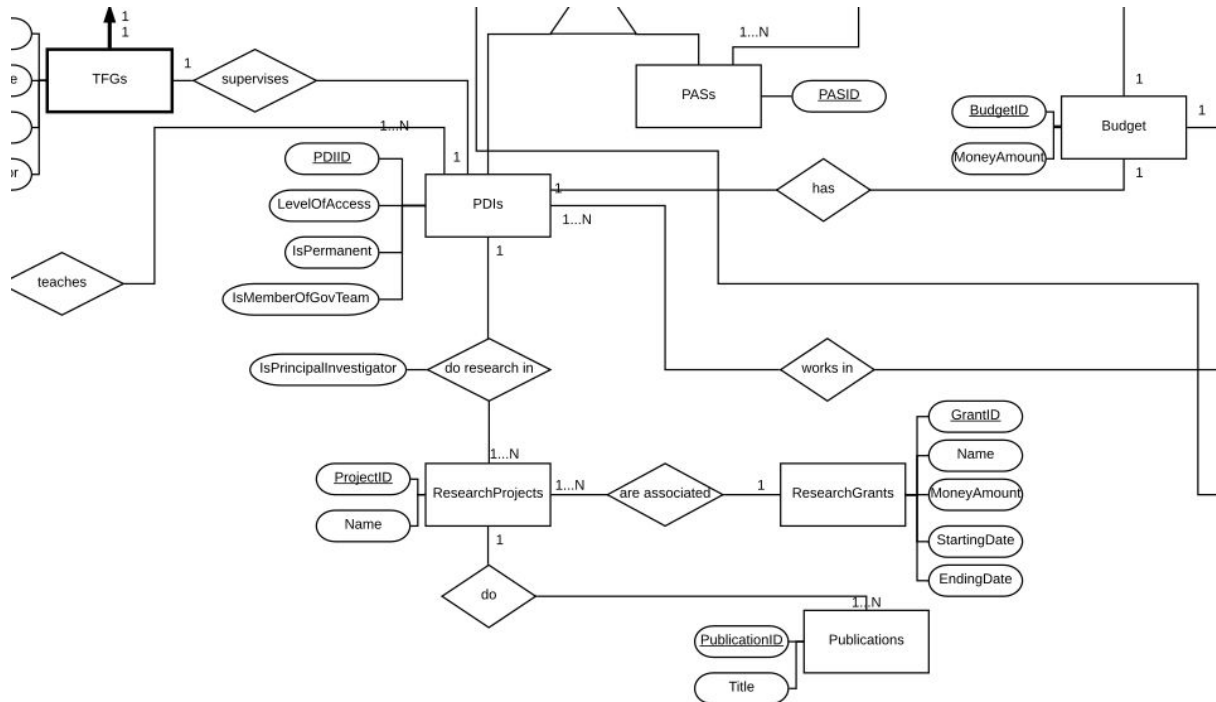 1
1
TFGs
e
or
1
supervises
1...N
1
teaches
PDIID
LevelOfAccess
IsPermanent
IsMemberOfGovTeam
PDIs
1
1...N
1
PASs
PASID
1...N
has
BudgetID
MoneyAmount
Budget
1
1
1
IsPrincipalInvestigator
do research in
works in
1...N
ProjectID
Name
ResearchProjects
1...N
are associated
1
ResearchGrants
GrantID
Name
MoneyAmount
StartingDate
EndingDate
1
do
1...N
PublicationID
Title
Publications